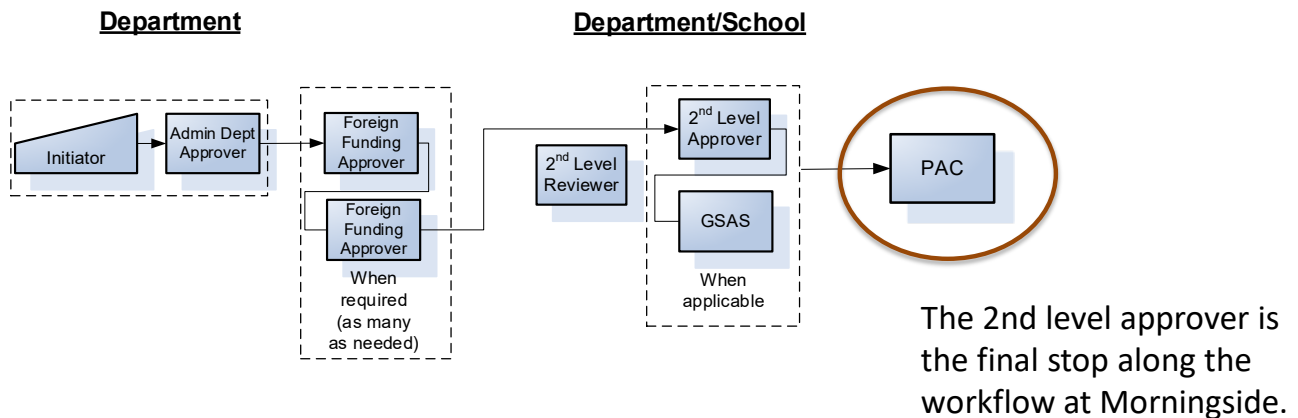 Department
Department/School
Initiator
Admin Dept
Approver
Foreign
Funding
Approver
Foreign
Funding
Approver
When
required
(as many
as needed)
2nd Level
Reviewer
2nd Level
Approver
GSAS
When
applicable
PAC
The 2nd level approver is
the final stop along the
workflow at Morningside.